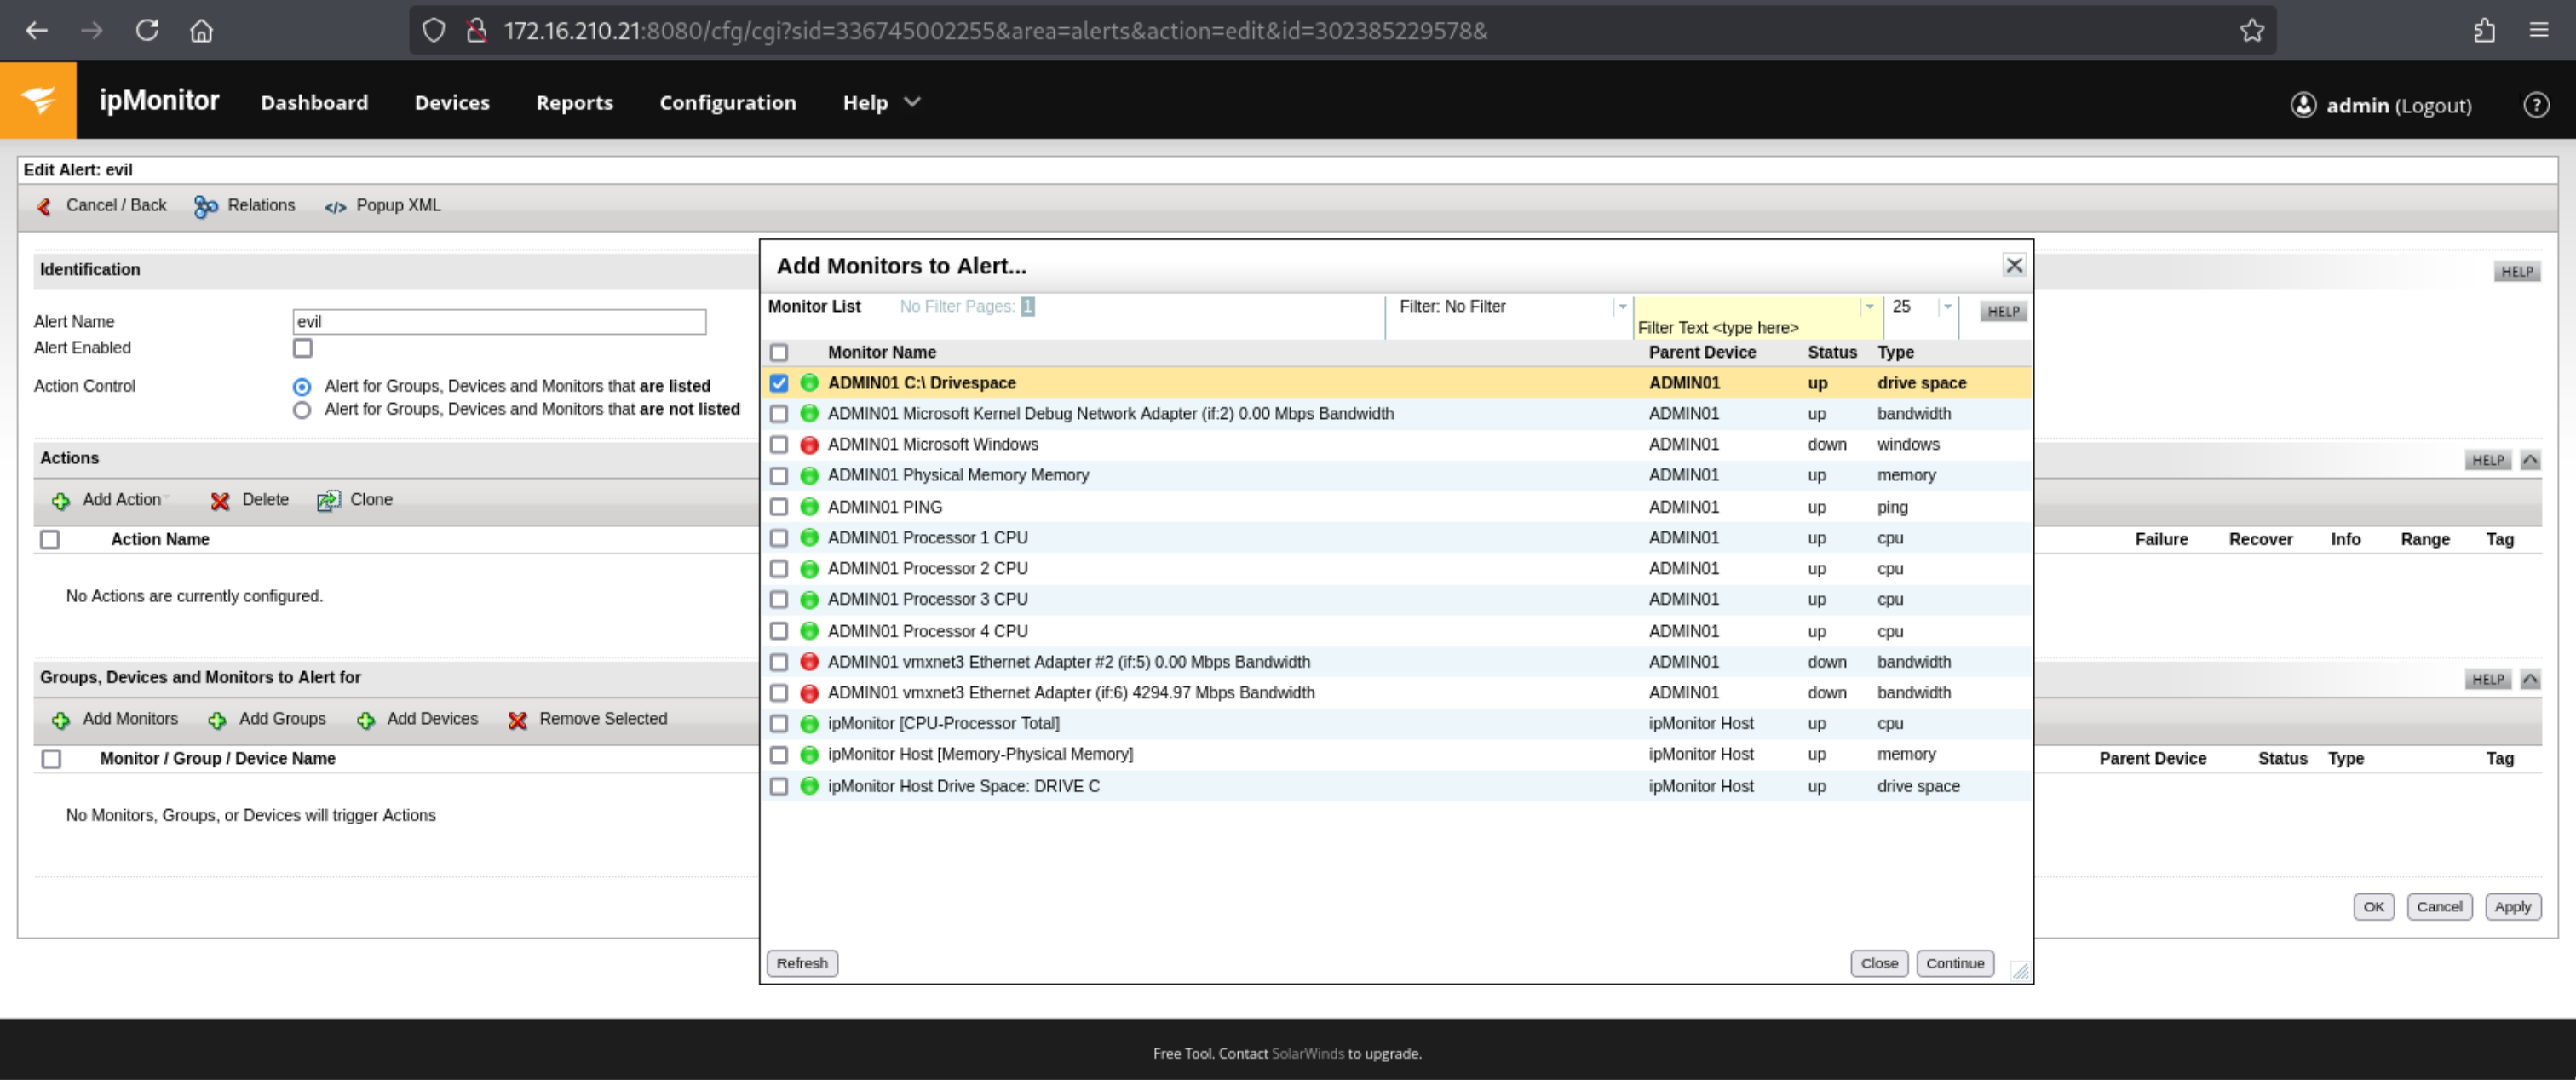 172.16.210.21:8080/cfg/cgi?sid=336745002255&area=alerts&action=edit&id=302385229578&
ipMonitor Dashboard Devices Reports Configuration Help admin (Logout) ?
Edit Alert: evil
Cancel / Back Relations </> Popup XML
Identification HELP
Alert Name evil
Alert Enabled
Action Control Alert for Groups, Devices and Monitors that are listed
Alert for Groups, Devices and Monitors that are not listed
Actions HELP
Add Action Delete Clone
Action Name Failure Recover Info Range Tag
No Actions are currently configured.
Groups, Devices and Monitors to Alert for HELP
Add Monitors Add Groups Add Devices Remove Selected
Monitor / Group / Device Name Parent Device Status Type Tag
No Monitors, Groups, or Devices will trigger Actions
OK Cancel Apply
Add Monitors to Alert...
Monitor List No Filter Pages: 1 Filter: No Filter 25 HELP
Filter Text <type here>
Monitor Name Parent Device Status Type
ADMIN01 C:\ Drivespace ADMIN01 up drive space
ADMIN01 Microsoft Kernel Debug Network Adapter (if:2) 0.00 Mbps Bandwidth ADMIN01 up bandwidth
ADMIN01 Microsoft Windows ADMIN01 down windows
ADMIN01 Physical Memory Memory ADMIN01 up memory
ADMIN01 PING ADMIN01 up ping
ADMIN01 Processor 1 CPU ADMIN01 up cpu
ADMIN01 Processor 2 CPU ADMIN01 up cpu
ADMIN01 Processor 3 CPU ADMIN01 up cpu
ADMIN01 Processor 4 CPU ADMIN01 up cpu
ADMIN01 vmxnet3 Ethernet Adapter #2 (if:5) 0.00 Mbps Bandwidth ADMIN01 down bandwidth
ADMIN01 vmxnet3 Ethernet Adapter (if:6) 4294.97 Mbps Bandwidth ADMIN01 down bandwidth
ipMonitor [CPU-Processor Total] ipMonitor Host up cpu
ipMonitor Host [Memory-Physical Memory] ipMonitor Host up memory
ipMonitor Host Drive Space: DRIVE C ipMonitor Host up drive space
Refresh Close Continue
Free Tool. Contact SolarWinds to upgrade.